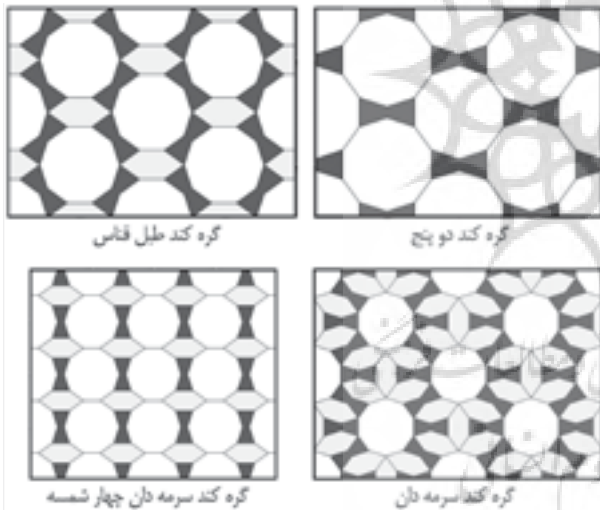 گره کند دو پنج
گره کند طبل قناس
گره کند سرمه دان
گره کند سرمه دان چهار شمسه